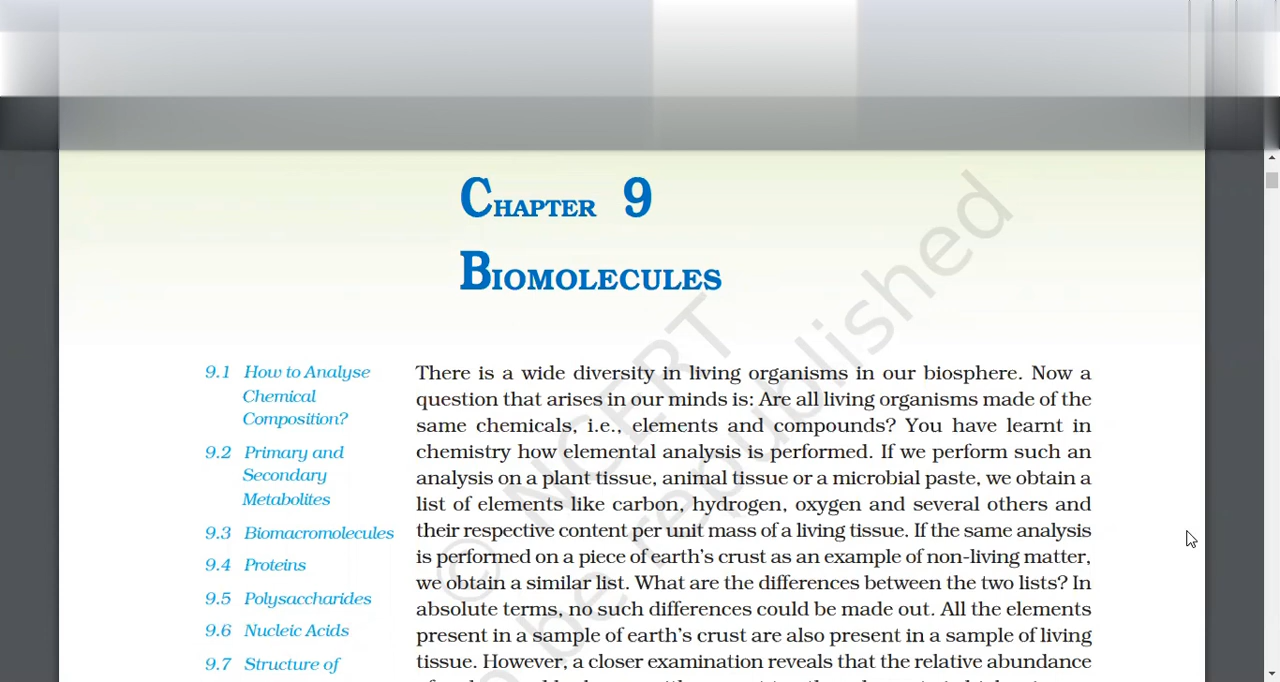 CHAPTER 9
BIOMOLECULES
9.1 How to Analyse
Chemical
Composition?
9.2 Primary and
Secondary
Metabolites
9.3 Biomacromolecules
9.4 Proteins
9.5 Polysaccharides
9.6 Nucleic Acids
9.7 Structure of
There is a wide diversity in living organisms in our biosphere. Now a
question that arises in our minds is: Are all living organisms made of the
same chemicals, i.e., elements and compounds? You have learnt in
chemistry how elemental analysis is performed. If we perform such an
analysis on a plant tissue, animal tissue or a microbial paste, we obtain a
list of elements like carbon, hydrogen, oxygen and several others and
their respective content per unit mass of a living tissue. If the same analysis
is performed on a piece of earth's crust as an example of non-living matter,
we obtain a similar list. What are the differences between the two lists? In
absolute terms, no such differences could be made out. All the elements
present in a sample of earth's crust are also present in a sample of living
tissue. However, a closer examination reveals that the relative abundance
© NCERT
be republished